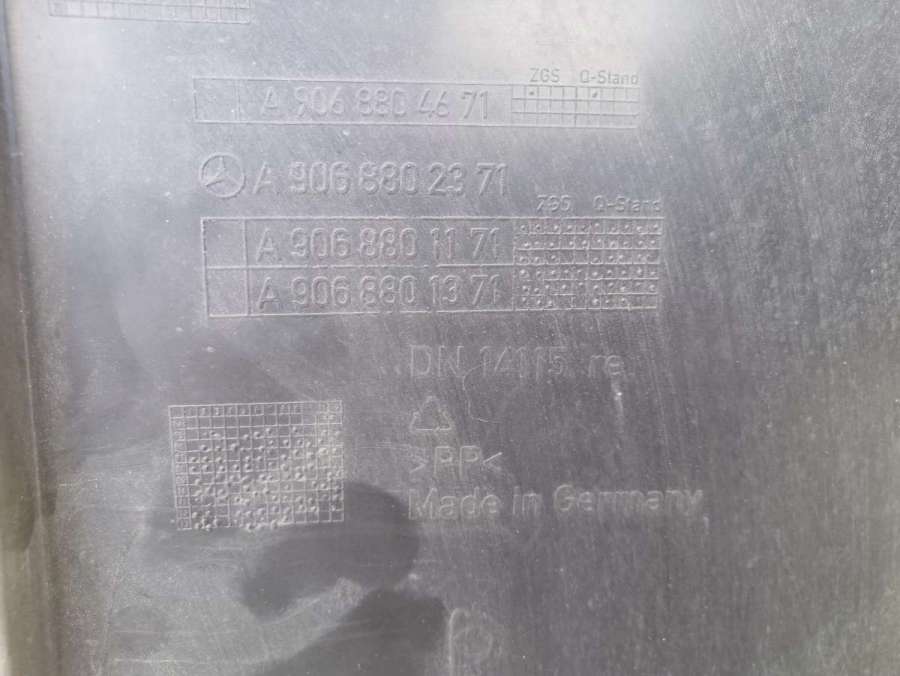 ZGS Q-Stand
A 906 880 46 71
A 906 880 23 71
ZGS Q-Stand
A 906 880 11 71
A 906 880 13 71
DN 14115 re
>PP<
Made in Germany